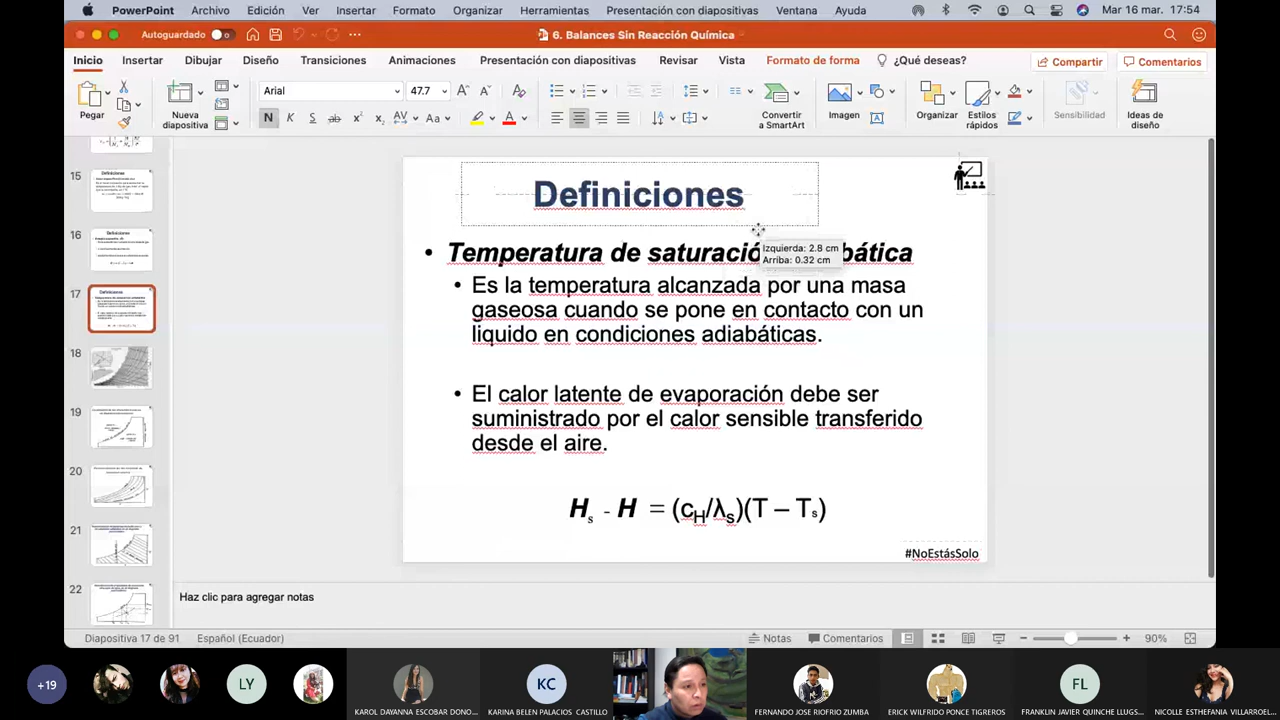 PowerPoint Archivo Edición Ver Insertar Formato Organizar Herramientas Presentación con diapositivas Ventana Ayuda Mar 16 mar. 17:54
Autoguardado 6. Balances Sin Reacción Química
Inicio Insertar Dibujar Diseño Transiciones Animaciones Presentación con diapositivas Revisar Vista Formato de forma ¿Qué deseas? Compartir Comentarios
Arial 47.7
Pegar Nueva diapositiva Convertir a SmartArt Imagen Organizar Estilos rápidos Sensibilidad Ideas de diseño
15
16
17
18
19
20
21
22
Definiciones
Izquierda: 2.8 cm
Arriba: 0.32 cm
• Temperatura de saturació bática
• Es la temperatura alcanzada por una masa
gaseosa cuando se pone en contacto con un
liquido en condiciones adiabáticas.
• El calor latente de evaporación debe ser
suministrado por el calor sensible transferido
desde el aire.
Hs - H = (cH/λs)(T – Ts)
#NoEstásSolo
Haz clic para agregar notas
Diapositiva 17 de 91 Español (Ecuador) Notas Comentarios 90%
+19 LY KC FL
KAROL DAYANNA ESCOBAR DONO... KARINA BELEN PALACIOS CASTILLO FERNANDO JOSE RIOFRIO ZUMBA ERICK WILFRIDO PONCE TIGREROS FRANKLIN JAVIER QUINCHE LLUGS... NICOLE ESTHEFANIA VILLARROEL...